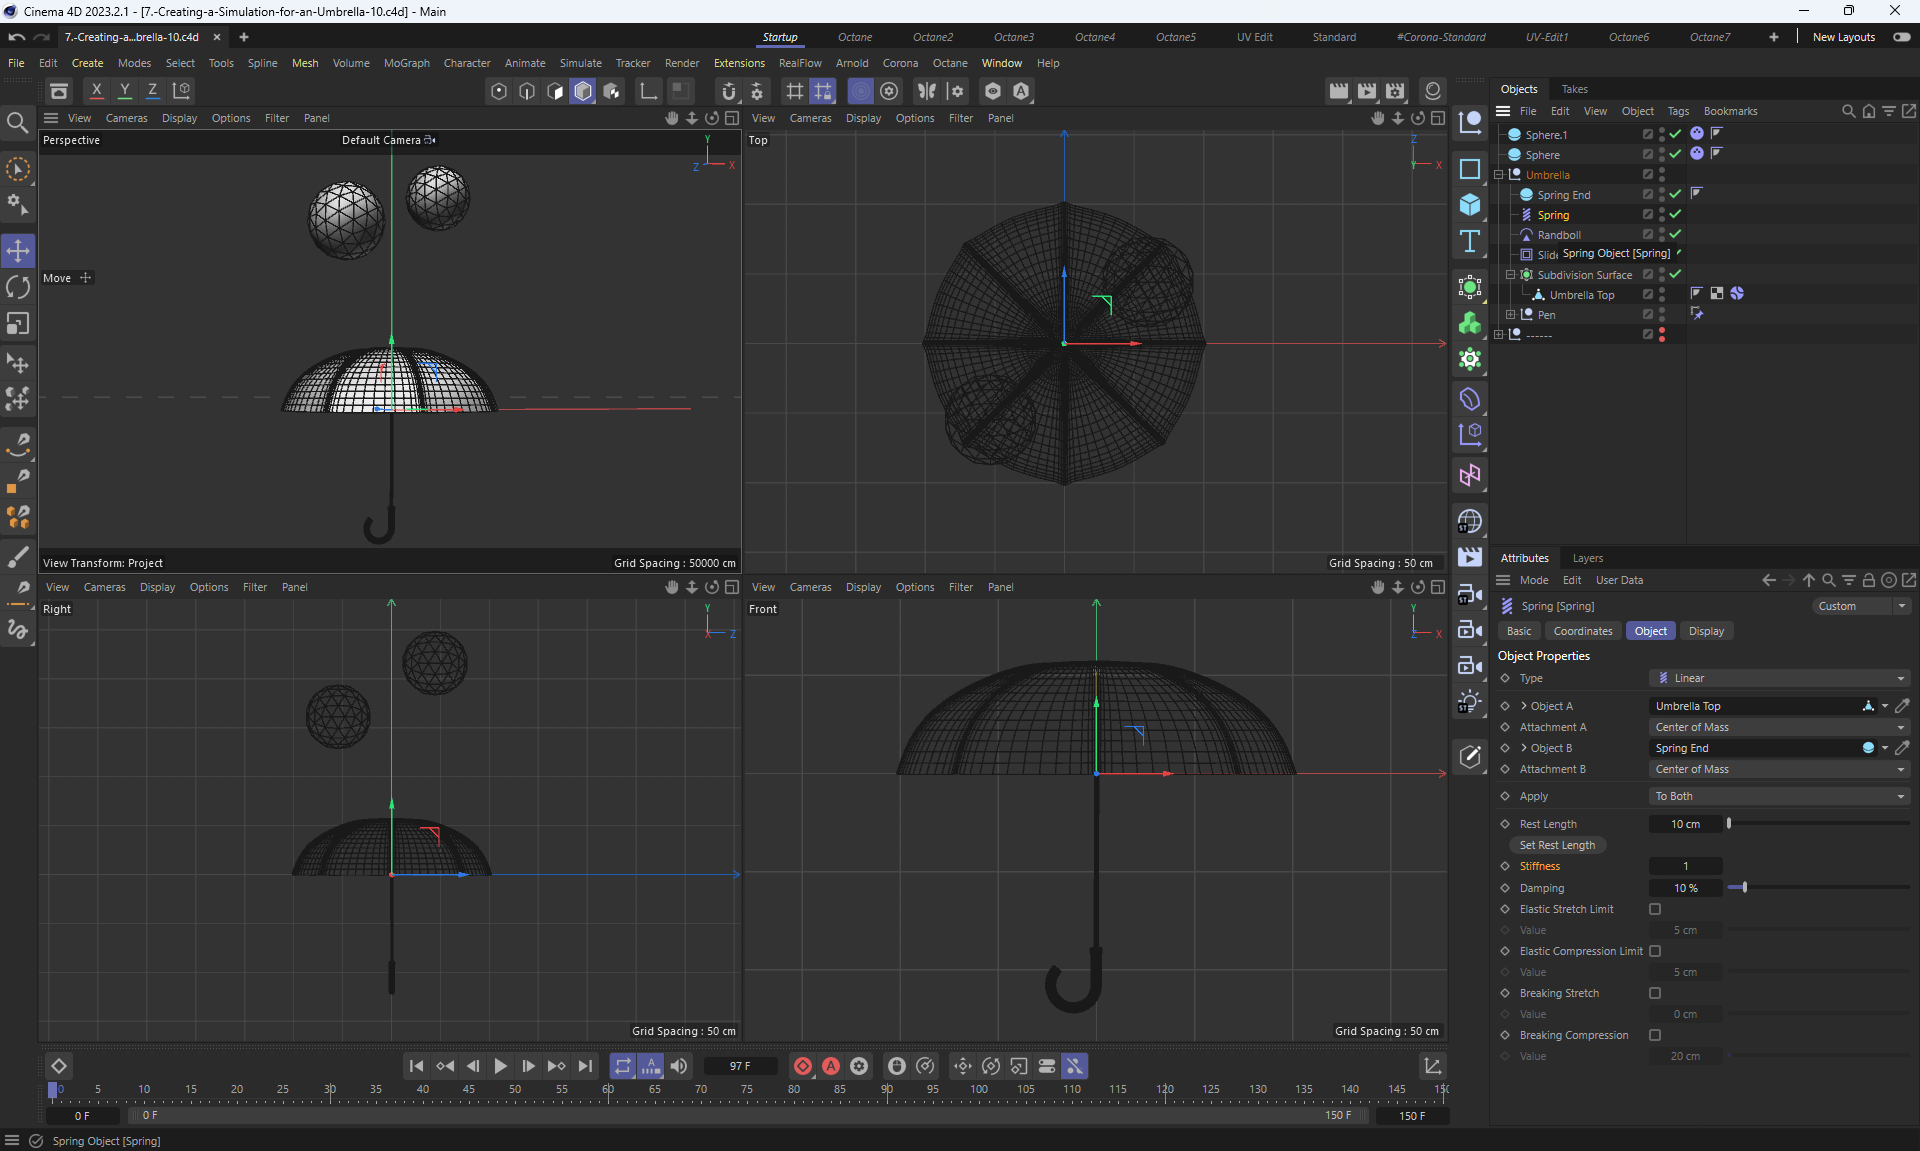 Cinema 4D 2023.2.1 - [7.-Creating-a-Simulation-for-an-Umbrella-10.c4d] - Main
7.-Creating-a...brella-10.c4d
Startup Octane Octane2 Octane3 Octane4 Octane5 UV Edit Standard #Corona-Standard UV-Edit1 Octane6 Octane7 New Layouts
File Edit Create Modes Select Tools Spline Mesh Volume MoGraph Character Animate Simulate Tracker Render Extensions RealFlow Arnold Corona Octane Window Help
X Y Z
View Cameras Display Options Filter Panel
Perspective
Default Camera
Y
Z X
Move
View Transform: Project
Grid Spacing : 50000 cm
View Cameras Display Options Filter Panel
Top
Z
Y X
Grid Spacing : 50 cm
View Cameras Display Options Filter Panel
Right
Y
X Z
Grid Spacing : 50 cm
View Cameras Display Options Filter Panel
Front
Y
Z X
Grid Spacing : 50 cm
Objects Takes
File Edit View Object Tags Bookmarks
Sphere.1
Sphere
Umbrella
Spring End
Spring
Randboll
Slide
Spring Object [Spring]
Subdivision Surface
Umbrella Top
Pen
------
Attributes Layers
Mode Edit User Data
Spring [Spring]
Custom
Basic Coordinates Object Display
Object Properties
Type Linear
Object A Umbrella Top
Attachment A Center of Mass
Object B Spring End
Attachment B Center of Mass
Apply To Both
Rest Length 10 cm
Set Rest Length
Stiffness 1
Damping 10 %
Elastic Stretch Limit
Value 5 cm
Elastic Compression Limit
Value 5 cm
Breaking Stretch
Value 0 cm
Breaking Compression
Value 20 cm
97 F
0 5 10 15 20 25 30 35 40 45 50 55 60 65 70 75 80 85 90 95 100 105 110 115 120 125 130 135 140 145
0 F 0 F 150 F 150 F
Spring Object [Spring]